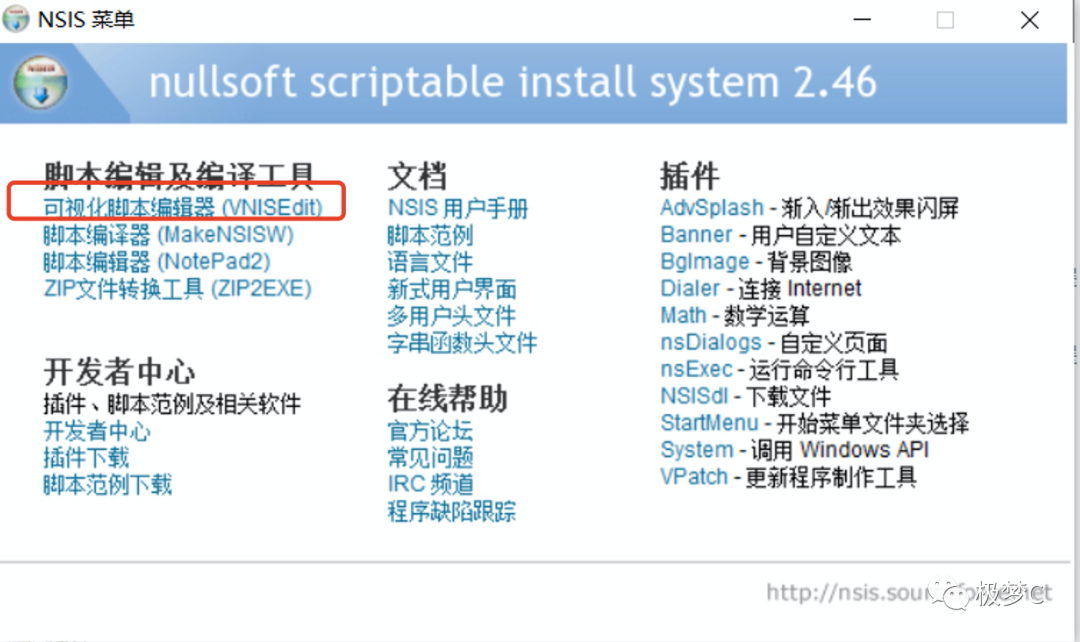 NSIS 菜单
nullsoft scriptable install system 2.46
脚本编辑及编译工具
可视化脚本编辑器 (VNISEdit)
脚本编译器 (MakeNSISW)
脚本编辑器 (NotePad2)
ZIP文件转换工具 (ZIP2EXE)
开发者中心
插件、脚本范例及相关软件
开发者中心
插件下载
脚本范例下载
文档
NSIS 用户手册
脚本范例
语言文件
新式用户界面
多用户头文件
字串函数头文件
在线帮助
官方论坛
常见问题
IRC 频道
程序缺陷跟踪
插件
AdvSplash - 渐入/渐出效果闪屏
Banner - 用户自定义文本
BgImage - 背景图像
Dialer - 连接 Internet
Math - 数学运算
nsDialogs - 自定义页面
nsExec - 运行命令行工具
NSISdl - 下载文件
StartMenu - 开始菜单文件夹选择
System - 调用 Windows API
VPatch - 更新程序制作工具
http://nsis.sour
极梦C